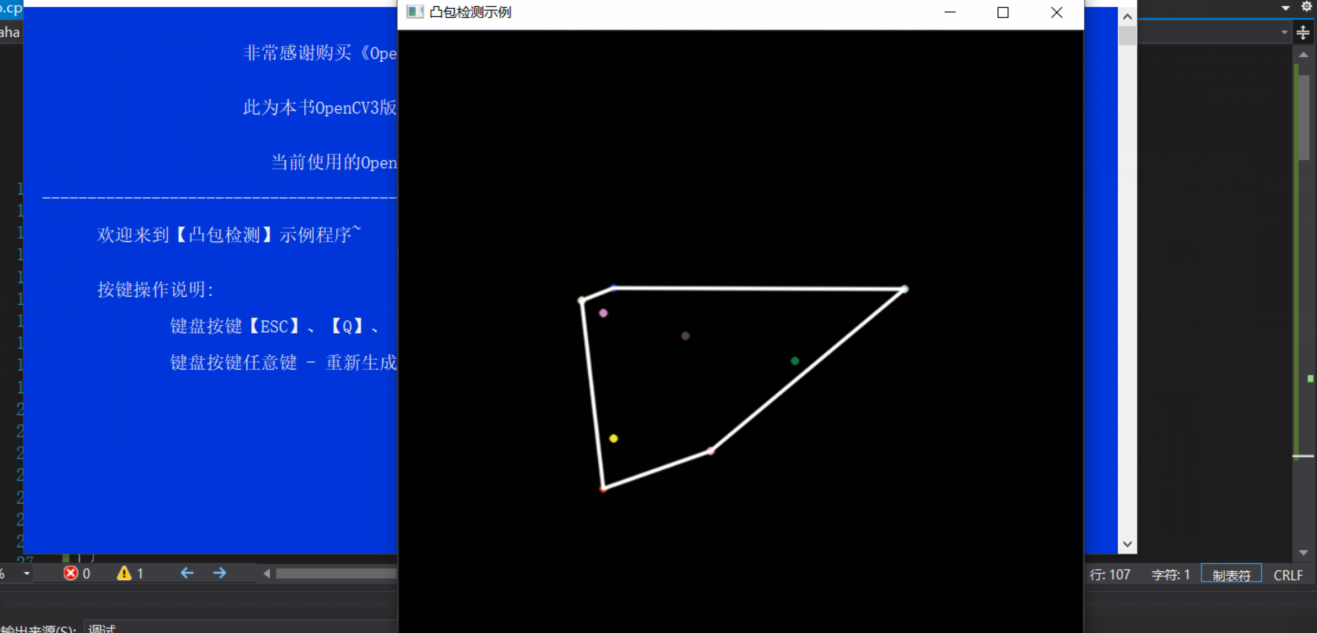 .cp
凸包检测示例
aha
非常感谢购买《Ope
此为本书OpenCV3版
当前使用的Open
欢迎来到【凸包检测】示例程序~
按键操作说明:
键盘按键【ESC】、【Q】、
键盘按键任意键 - 重新生成
27
% 0 1
行: 107 字符: 1 制表符 CRLF
输出来源(S): 调试